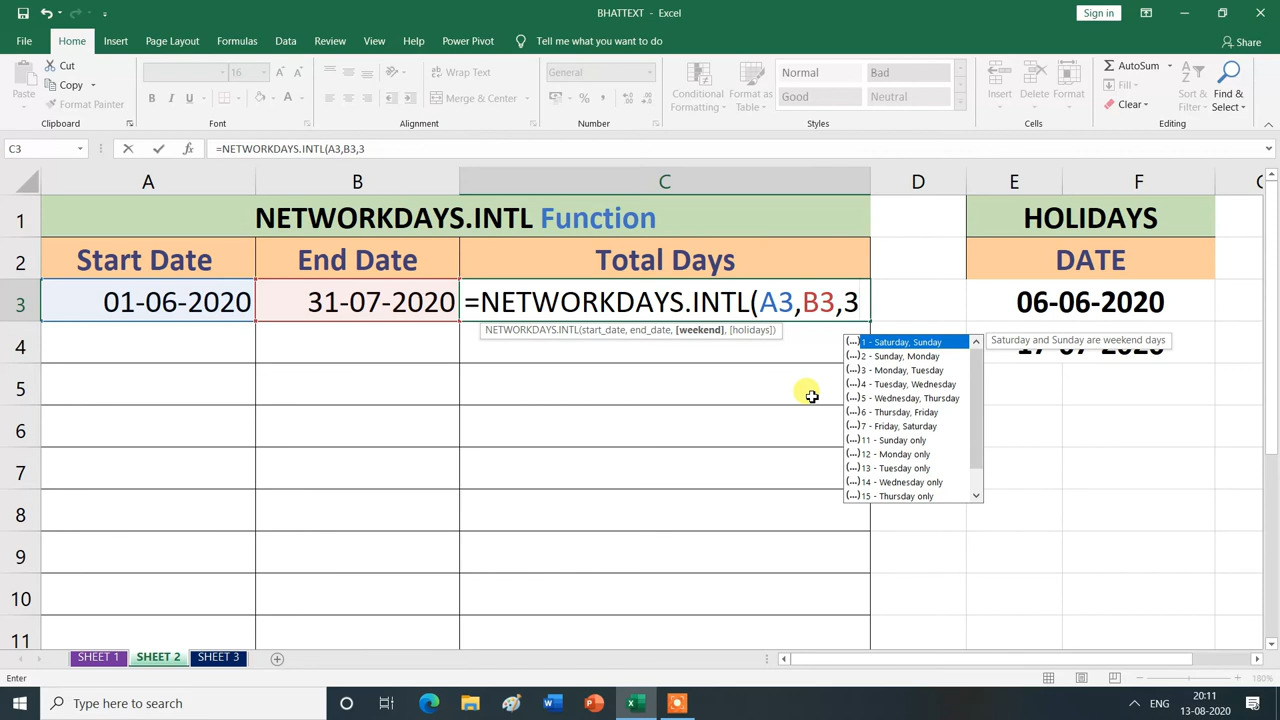 BHATTEXT - Excel
Sign in
File Home Insert Page Layout Formulas Data Review View Help Power Pivot Tell me what you want to do
Share
Paste
Cut
Copy
Format Painter
Clipboard
16
A A
B I U A
Font
Wrap Text
Merge & Center
Alignment
General
% ,
Number
Conditional Formatting
Format as Table
Normal Bad
Good Neutral
Styles
Insert Delete Format
Cells
AutoSum
Fill
Clear
Sort & Filter
Find & Select
Editing
C3
fx
=NETWORKDAYS.INTL(A3,B3,3
A B C D E F
1 NETWORKDAYS.INTL Function HOLIDAYS
2 Start Date End Date Total Days DATE
3 01-06-2020 31-07-2020 =NETWORKDAYS.INTL(A3,B3,3 06-06-2020
NETWORKDAYS.INTL(start_date, end_date, [weekend], [holidays])
4
5
6
7
8
9
10
11
(...) 1 - Saturday, Sunday
(...) 2 - Sunday, Monday
(...) 3 - Monday, Tuesday
(...) 4 - Tuesday, Wednesday
(...) 5 - Wednesday, Thursday
(...) 6 - Thursday, Friday
(...) 7 - Friday, Saturday
(...) 11 - Sunday only
(...) 12 - Monday only
(...) 13 - Tuesday only
(...) 14 - Wednesday only
(...) 15 - Thursday only
Saturday and Sunday are weekend days
SHEET 1 SHEET 2 SHEET 3
Enter
180%
Type here to search
ENG
20:11
13-08-2020